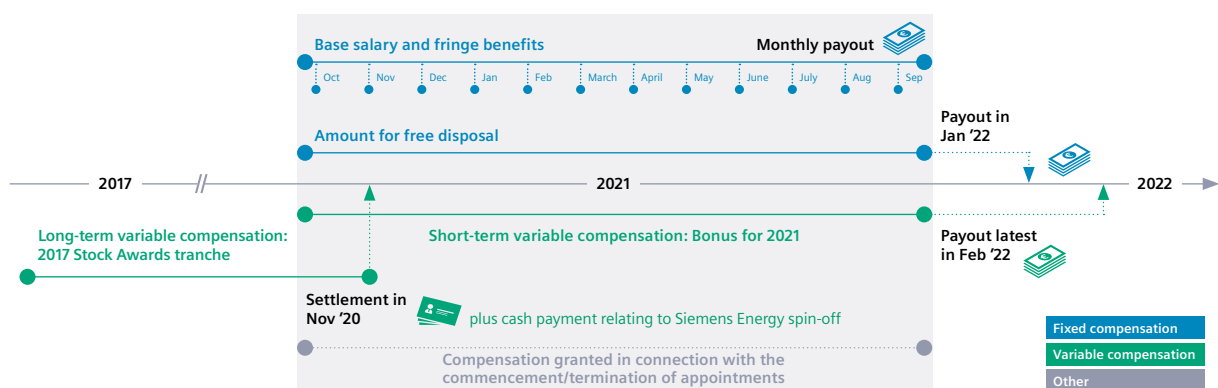 Base salary and fringe benefits
Monthly payout
Oct Nov Dec Jan Feb March April May June July Aug Sep
Amount for free disposal
Payout in
Jan ’22
2017 2021 2022
Long-term variable compensation:
2017 Stock Awards tranche
Short-term variable compensation: Bonus for 2021
Payout latest
in Feb ’22
Settlement in
Nov ’20
plus cash payment relating to Siemens Energy spin-off
Compensation granted in connection with the
commencement/termination of appointments
Fixed compensation
Variable compensation
Other